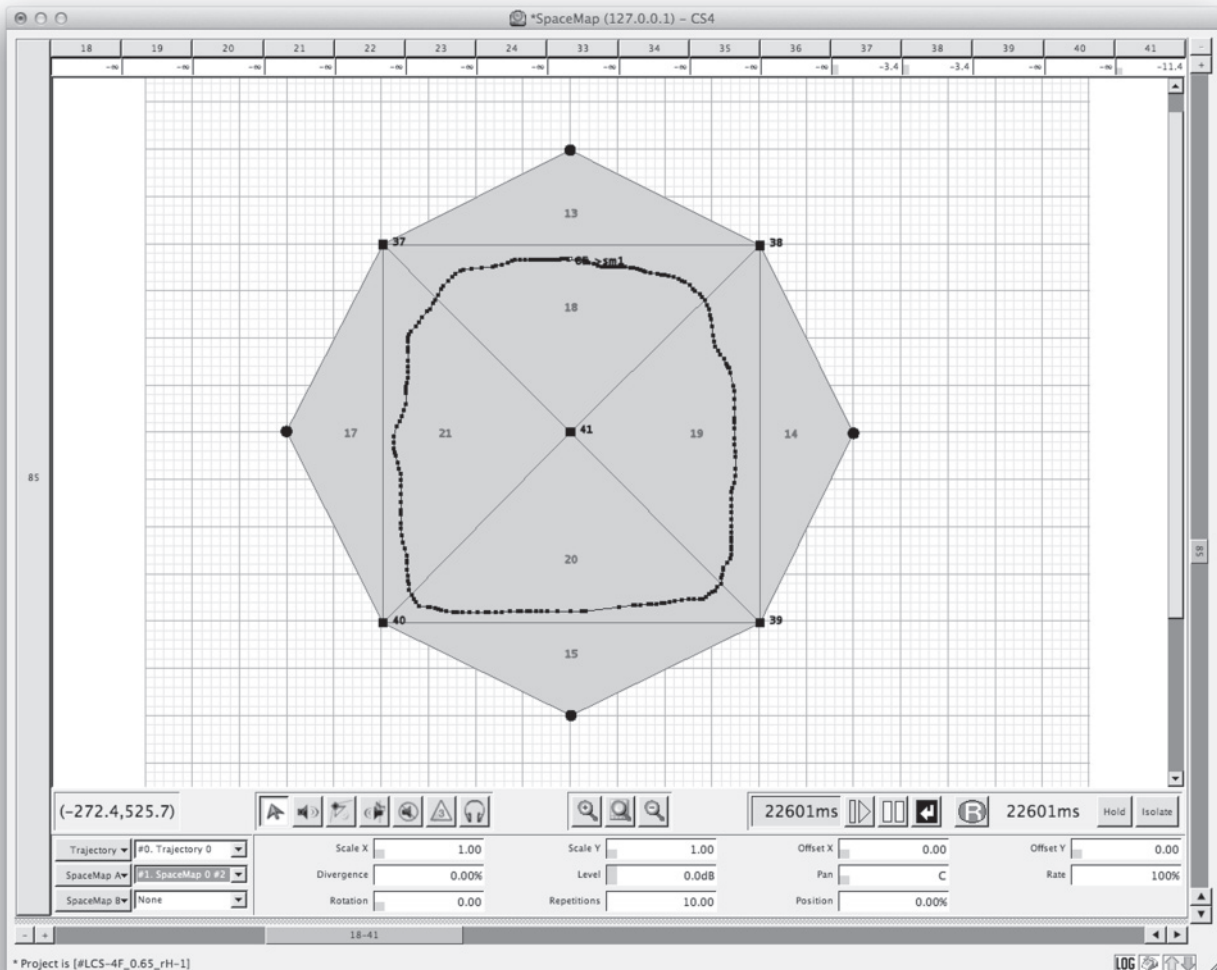 *SpaceMap (127.0.0.1) – CS4
18 19 20 21 22 23 24 33 34 35 36 37 38 39 40 41
-∞ -∞ -∞ -∞ -∞ -∞ -∞ -∞ -∞ -∞ -∞ -3.4 -3.4 -∞ -∞ -11.4
13
37 38
>sm1
18
41
17 21 19 14
85
20
85
40 39
15
(-272.4,525.7) 3 22601ms R 22601ms Hold Isolate
Trajectory #0. Trajectory 0 Scale X 1.00 Scale Y 1.00 Offset X 0.00 Offset Y 0.00
SpaceMap A #1. SpaceMap 0 #2 Divergence 0.00% Level 0.0dB Pan C Rate 100%
SpaceMap B None Rotation 0.00 Repetitions 10.00 Position 0.00%
- + 18-41
* Project is [#LCS-4F_0.65_rH-1] LOG